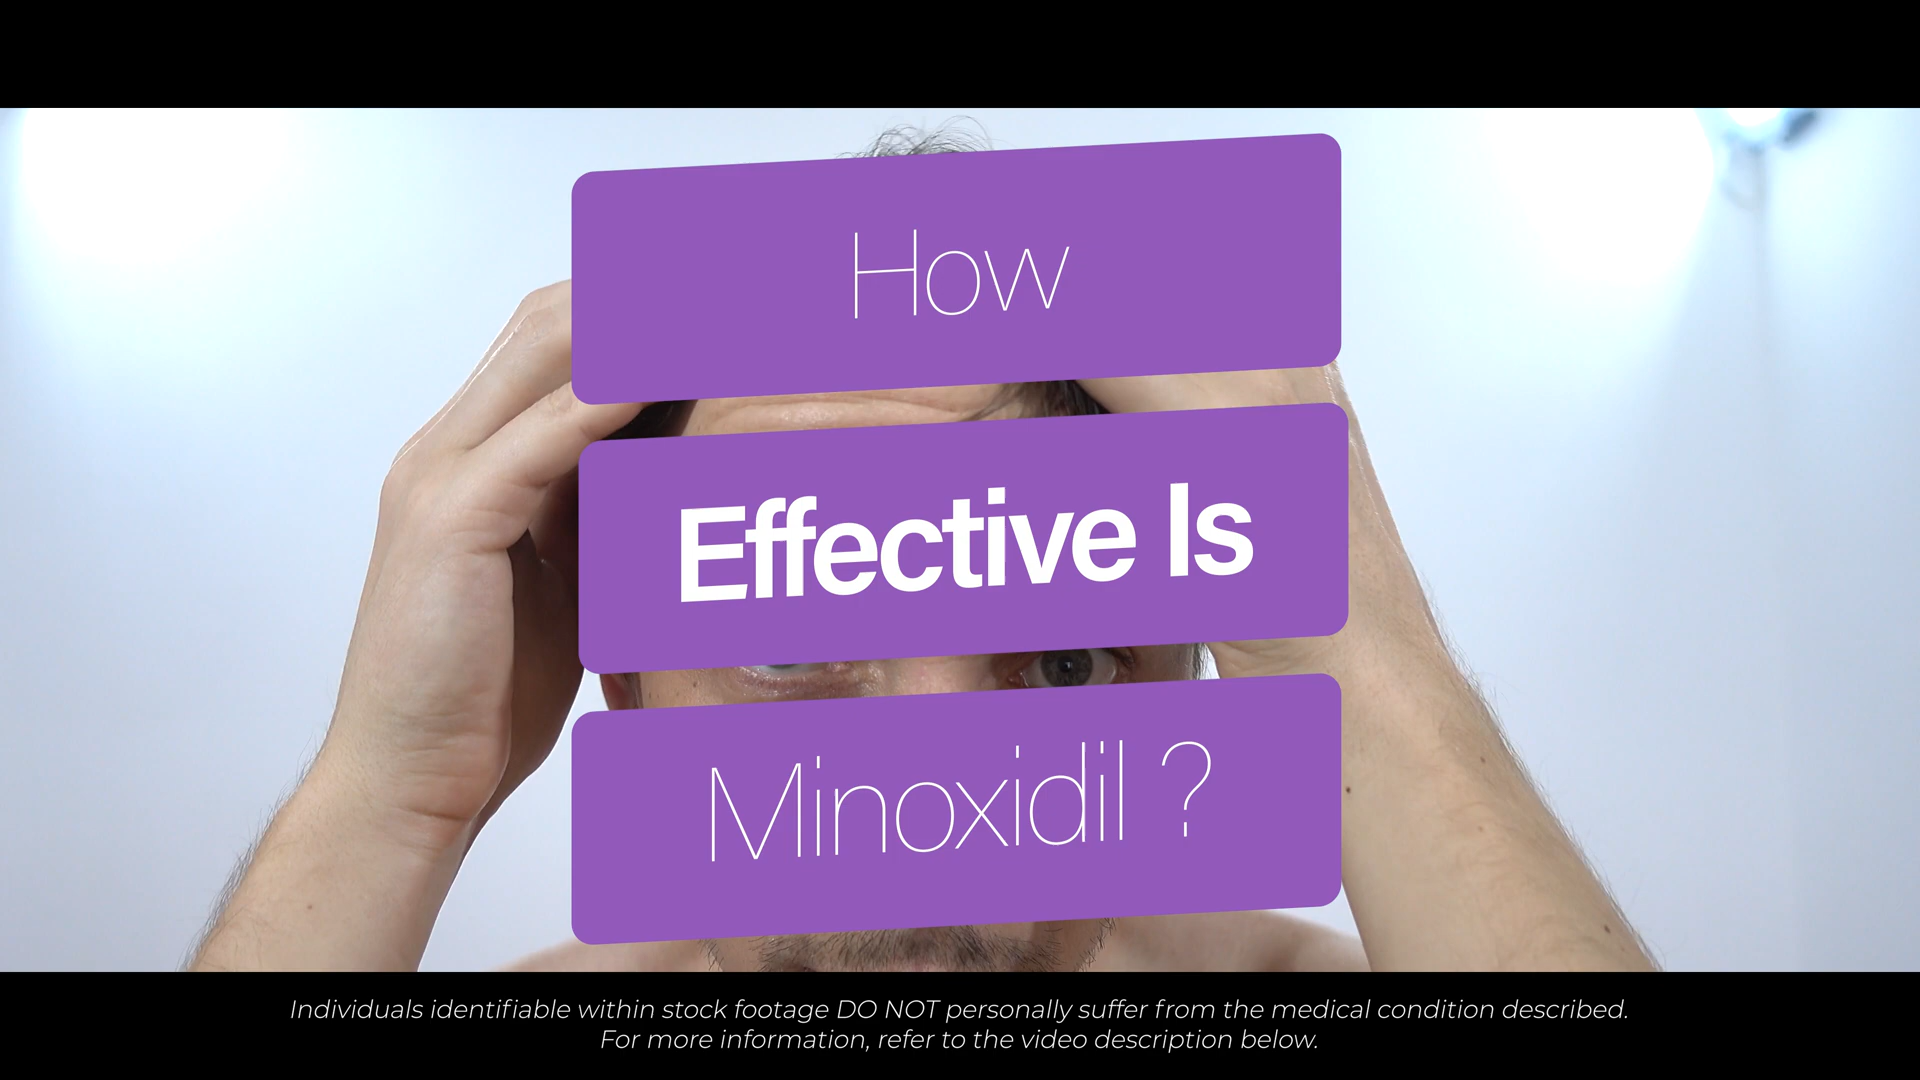 How
Effective Is
Minoxidil ?
Individuals identifiable within stock footage DO NOT personally suffer from the medical condition described.
For more information, refer to the video description below.